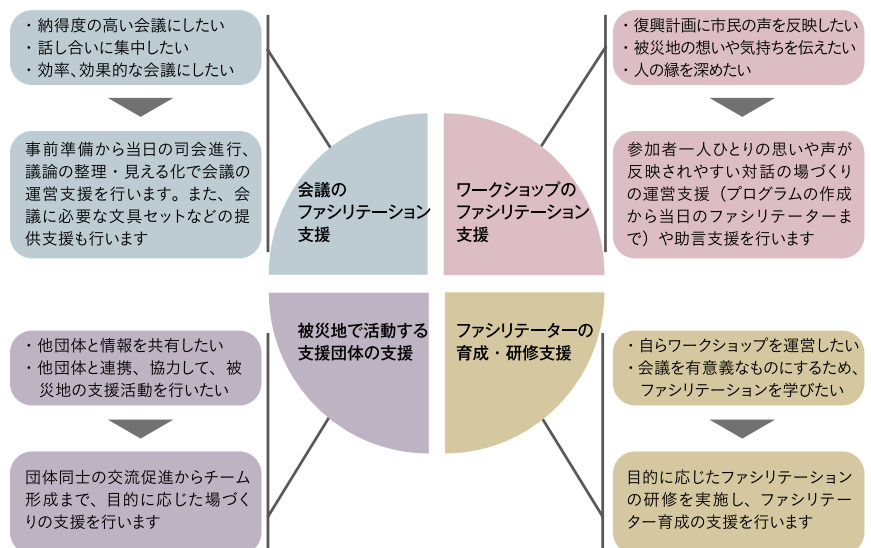 ・納得度の高い会議にしたい
・話し合いに集中したい
・効率、効果的な会議にしたい
事前準備から当日の司会進行、
議論の整理・見える化で会議の
運営支援を行います。また、会
議に必要な文具セットなどの提
供支援も行います
会議の
ファシリテーション
支援
ワークショップの
ファシリテーション
支援
・復興計画に市民の声を反映したい
・被災地の想いや気持ちを伝えたい
・人の縁を深めたい
参加者一人ひとりの思いや声が
反映されやすい対話の場づくり
の運営支援（プログラムの作成
から当日のファシリテーターま
で）や助言支援を行います
・他団体と情報を共有したい
・他団体と連携、協力して、被
災地の支援活動を行いたい
団体同士の交流促進からチーム
形成まで、目的に応じた場づく
りの支援を行います
被災地で活動する
支援団体の支援
ファシリテーターの
育成・研修支援
・自らワークショップを運営したい
・会議を有意義なものにするため、
ファシリテーションを学びたい
目的に応じたファシリテーション
の研修を実施し、ファシリテー
ター育成の支援を行います